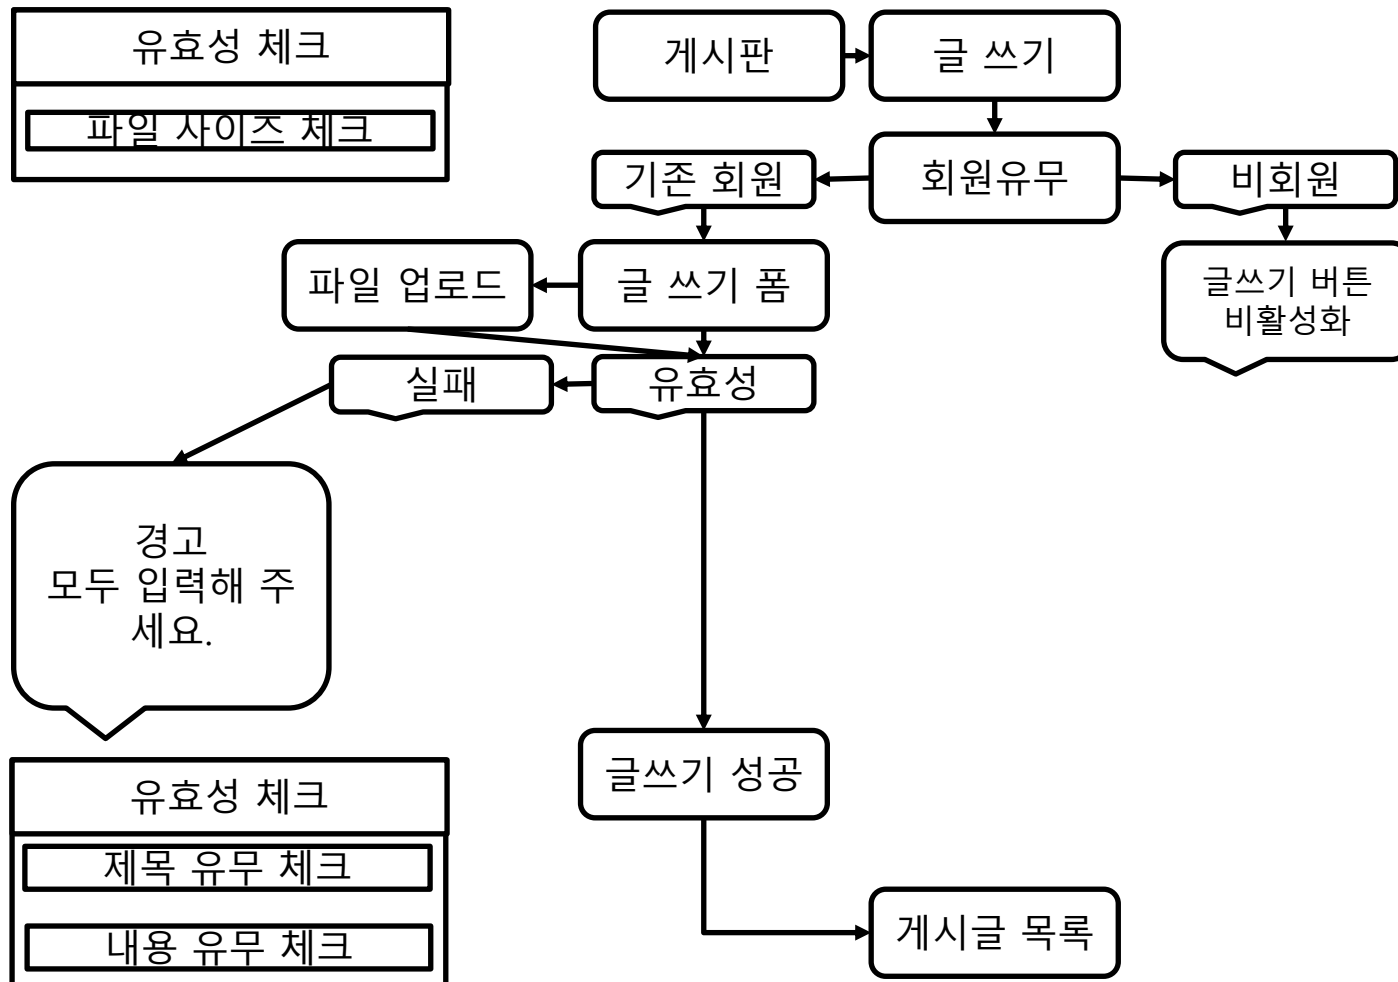 유효성 체크
파일 사이즈 체크
게시판
글 쓰기
기존 회원
회원유무
비회원
파일 업로드
글 쓰기 폼
글쓰기 버튼
비활성화
실패
유효성
경고
모두 입력해 주
세요.
글쓰기 성공
유효성 체크
제목 유무 체크
내용 유무 체크
게시글 목록